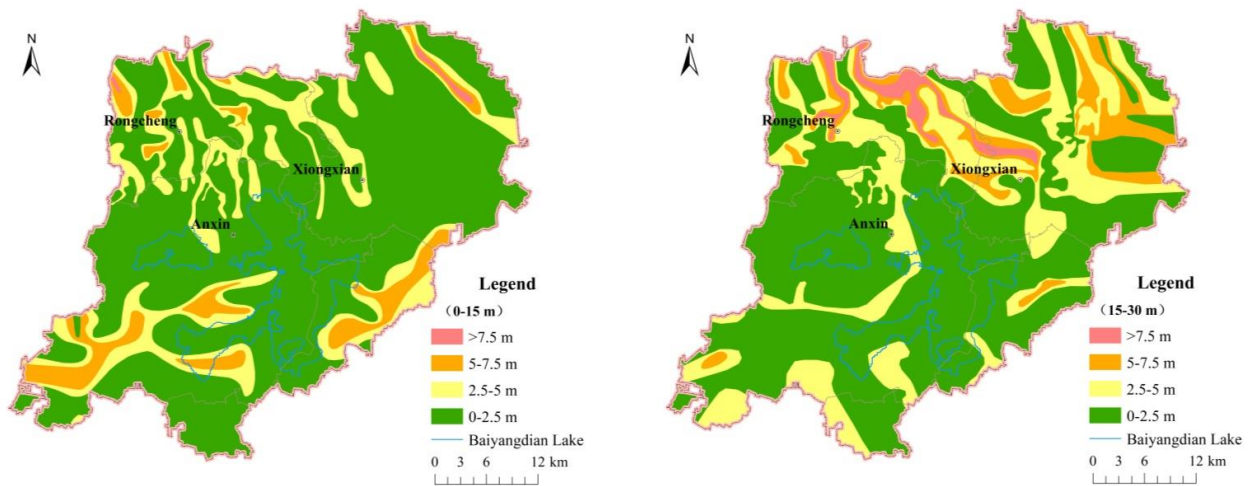 N
Rongcheng
Xiongxian
Anxin
Legend
(0-15 m)
>7.5 m
5-7.5 m
2.5-5 m
0-2.5 m
Baiyangdian Lake
0 3 6 12 km
N
Rongcheng
Xiongxian
Anxin
Legend
(15-30 m)
>7.5 m
5-7.5 m
2.5-5 m
0-2.5 m
Baiyangdian Lake
0 3 6 12 km